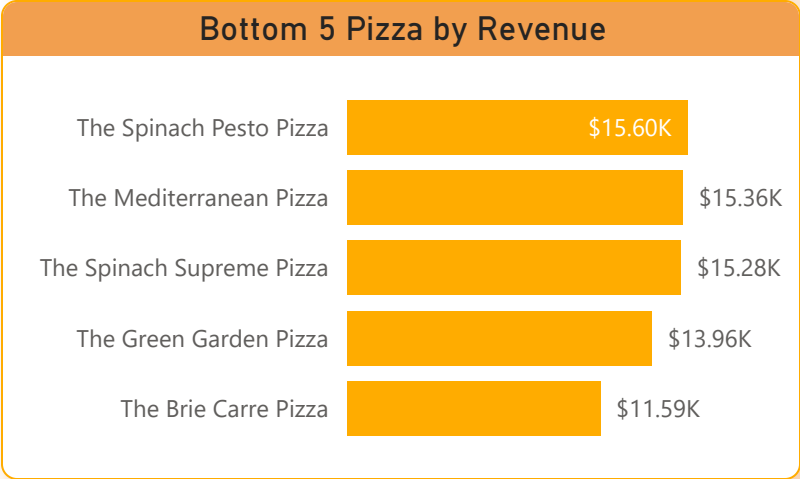 Bottom 5 Pizza by Revenue
The Spinach Pesto Pizza $15.60K
The Mediterranean Pizza $15.36K
The Spinach Supreme Pizza $15.28K
The Green Garden Pizza $13.96K
The Brie Carre Pizza $11.59K